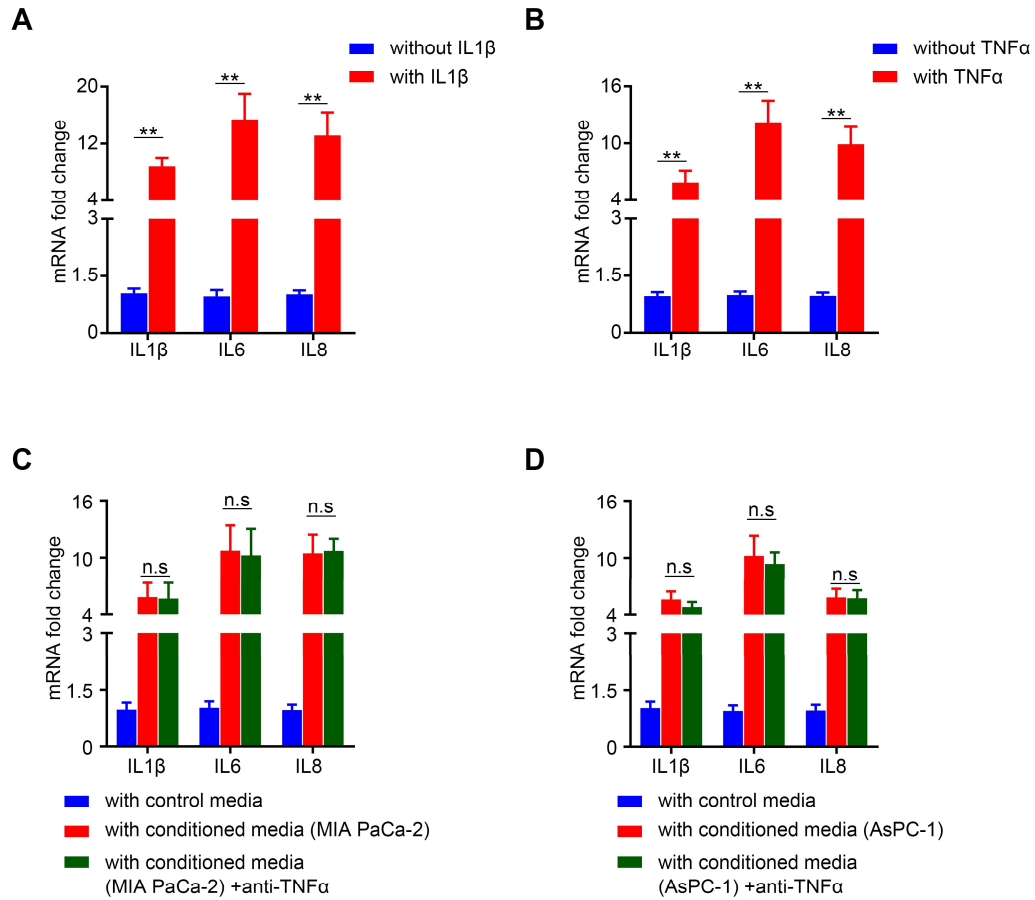 A
without IL1β
with IL1β
mRNA fold change
20
12
4
3
1.5
0
**
**
**
IL1β
IL6
IL8
B
without TNFα
with TNFα
mRNA fold change
16
10
4
3
1.5
0
**
**
**
IL1β
IL6
IL8
C
mRNA fold change
16
10
4
3
1.5
0
n.s
n.s
n.s
IL1β
IL6
IL8
with control media
with conditioned media (MIA PaCa-2)
with conditioned media
(MIA PaCa-2) +anti-TNFα
D
mRNA fold change
16
10
4
3
1.5
0
n.s
n.s
n.s
IL1β
IL6
IL8
with control media
with conditioned media (AsPC-1)
with conditioned media
(AsPC-1) +anti-TNFα